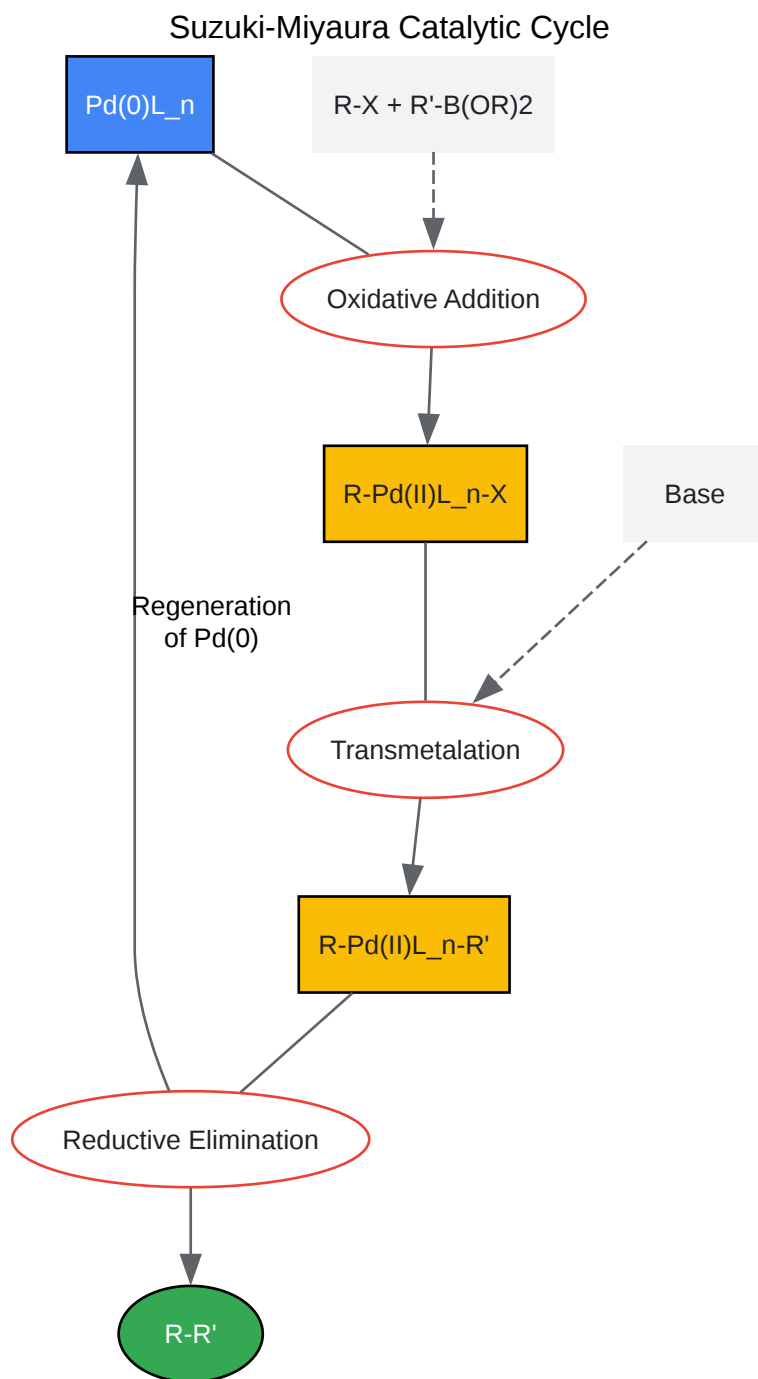 Suzuki-Miyaura Catalytic Cycle
Pd(0)L_n
R-X + R'-B(OR)2
Oxidative Addition
R-Pd(II)L_n-X
Base
Regeneration
of Pd(0)
Transmetalation
R-Pd(II)L_n-R'
Reductive Elimination
R-R'